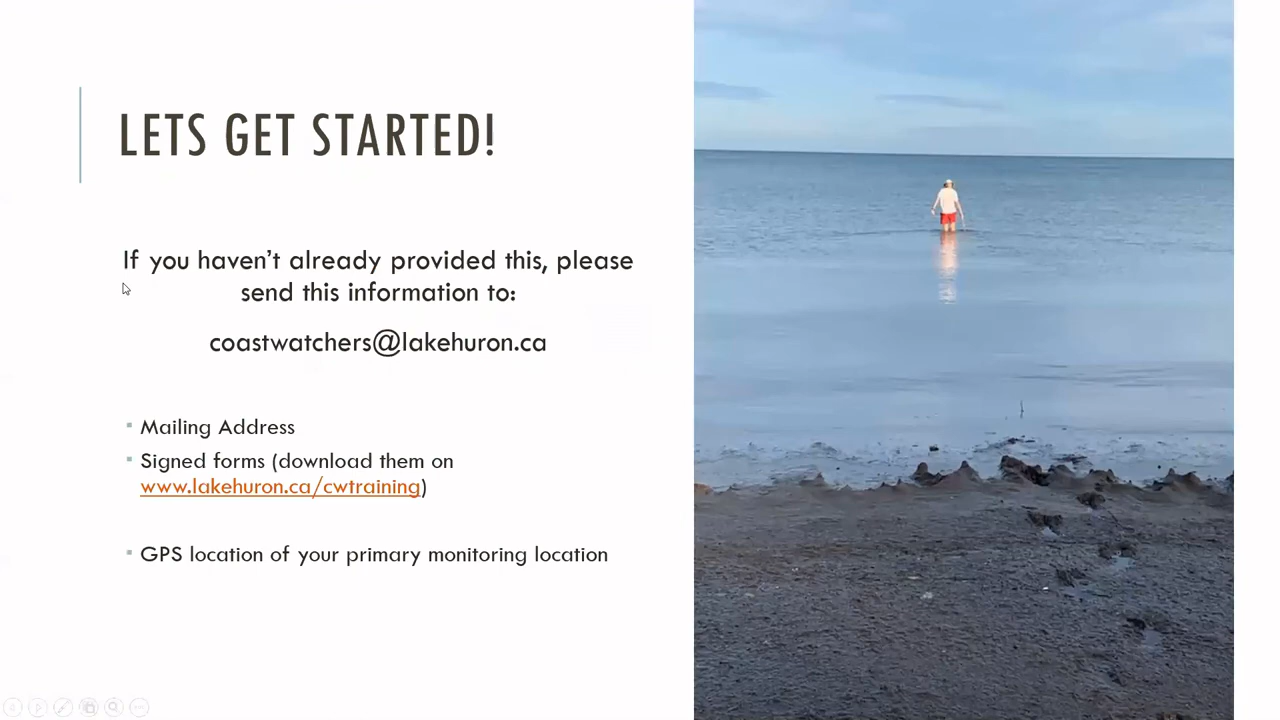 LETS GET STARTED!
If you haven’t already provided this, please
send this information to:
coastwatchers@lakehuron.ca
▪ Mailing Address
▪ Signed forms (download them on
www.lakehuron.ca/cwtraining)
▪ GPS location of your primary monitoring location